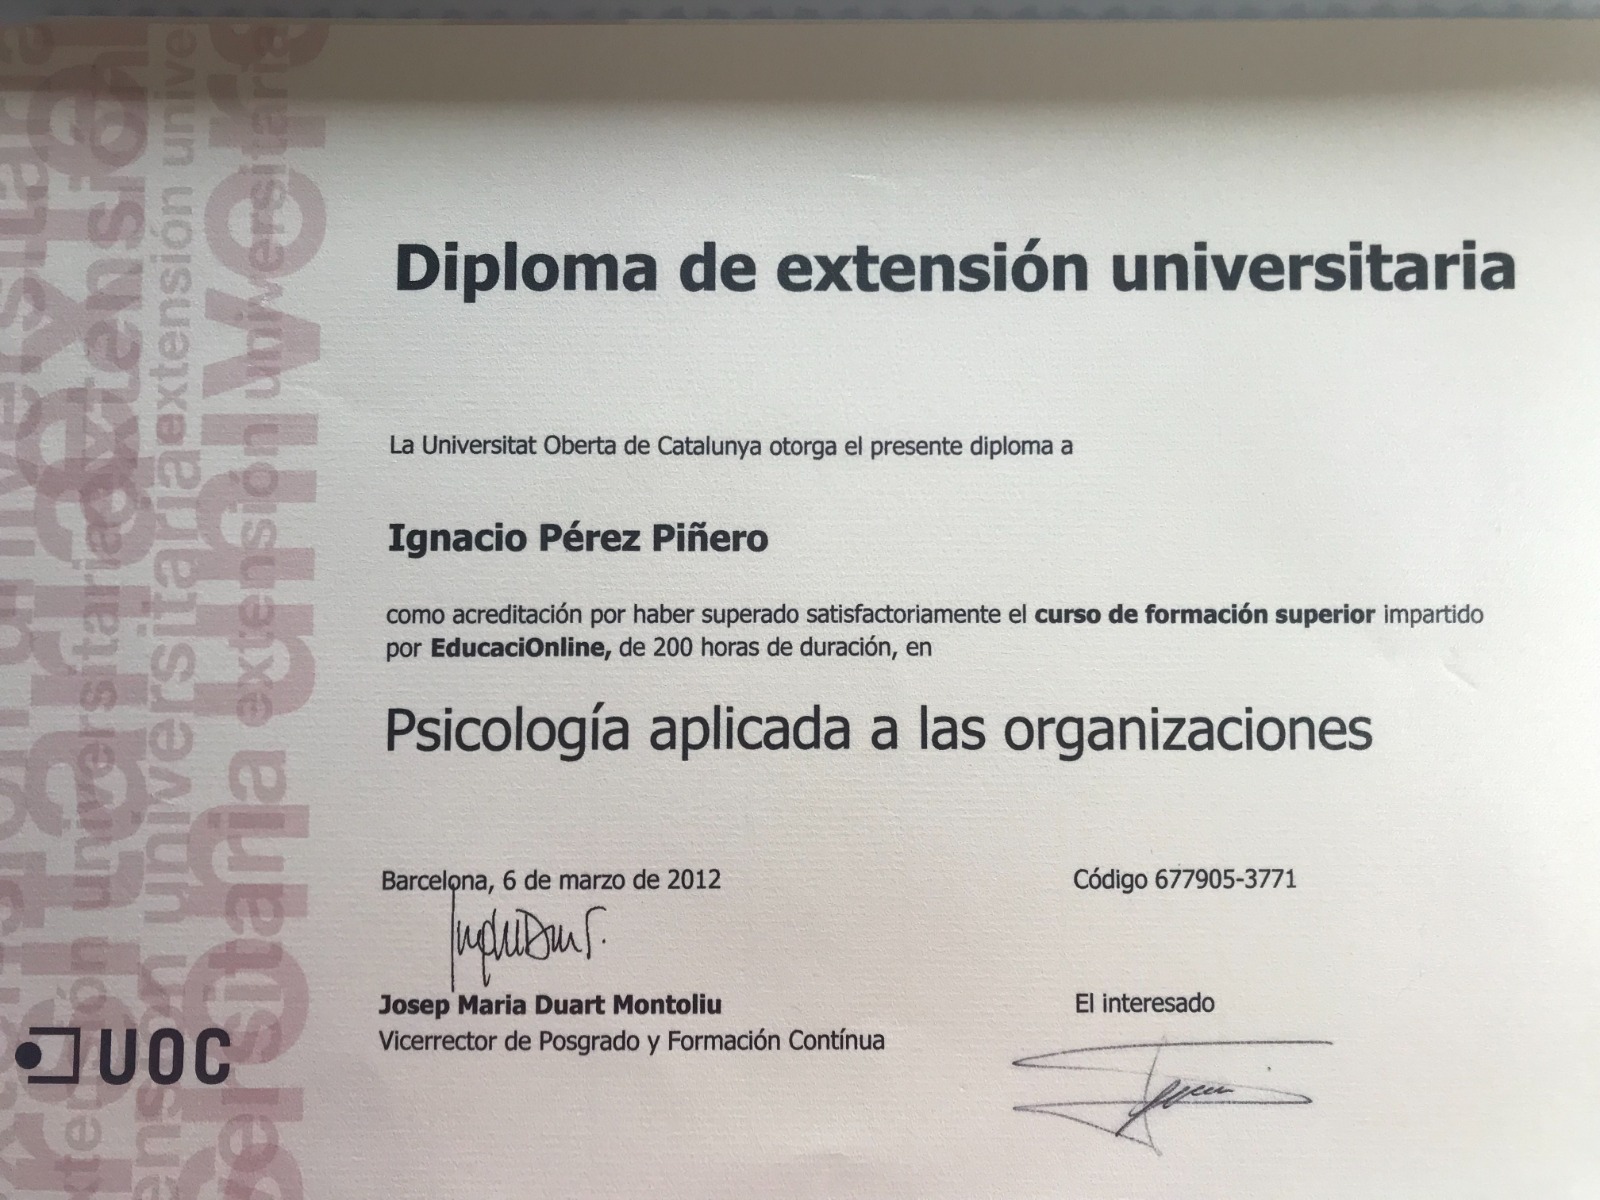 Diploma de extensión universitaria
La Universitat Oberta de Catalunya otorga el presente diploma a
Ignacio Pérez Piñero
como acreditación por haber superado satisfactoriamente el curso de formación superior impartido
por EducaciOnline, de 200 horas de duración, en
Psicología aplicada a las organizaciones
Barcelona, 6 de marzo de 2012
Código 677905-3771
Josep Maria Duart Montoliu
El interesado
Vicerrector de Posgrado y Formación Contínua
UOC